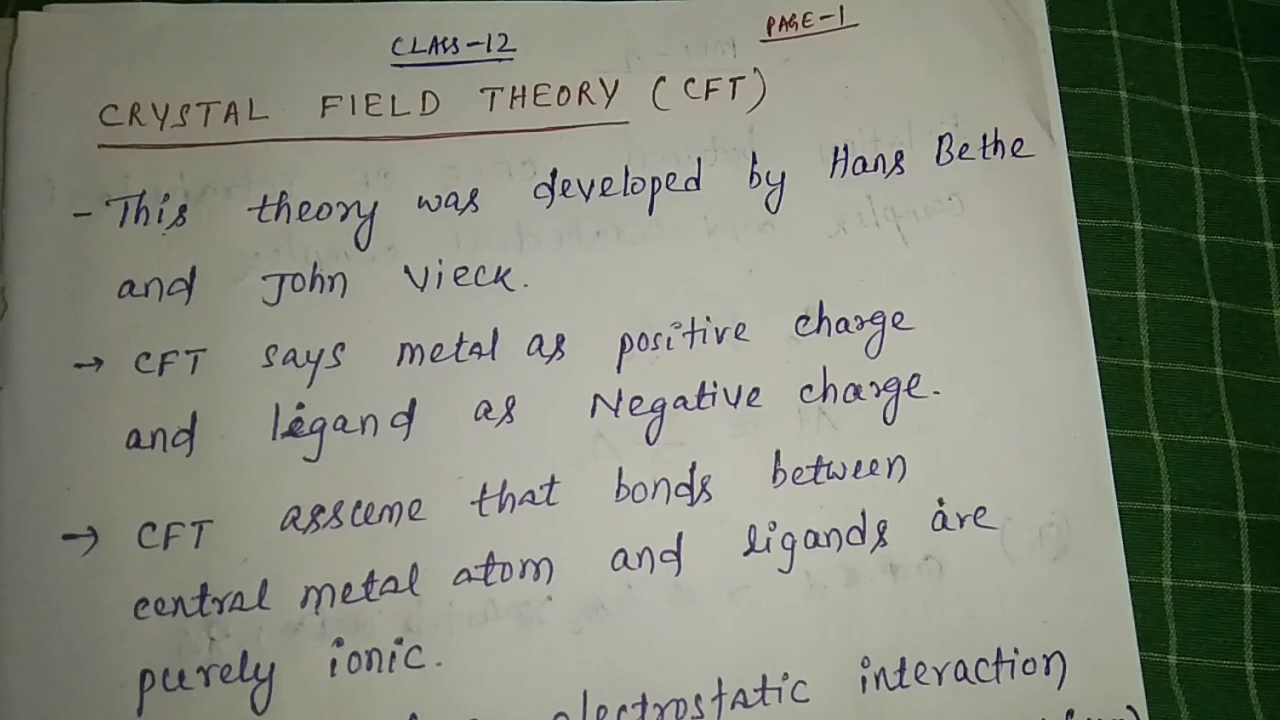 CLASS-12
PAGE-1
CRYSTAL FIELD THEORY (CFT)
- This theory was developed by Hans Bethe
and John Vieck.
→ CFT says metal as positive charge
and ligand as Negative charge.
→ CFT assume that bonds between
central metal atom and ligands are
purely ionic.
electrostatic interaction